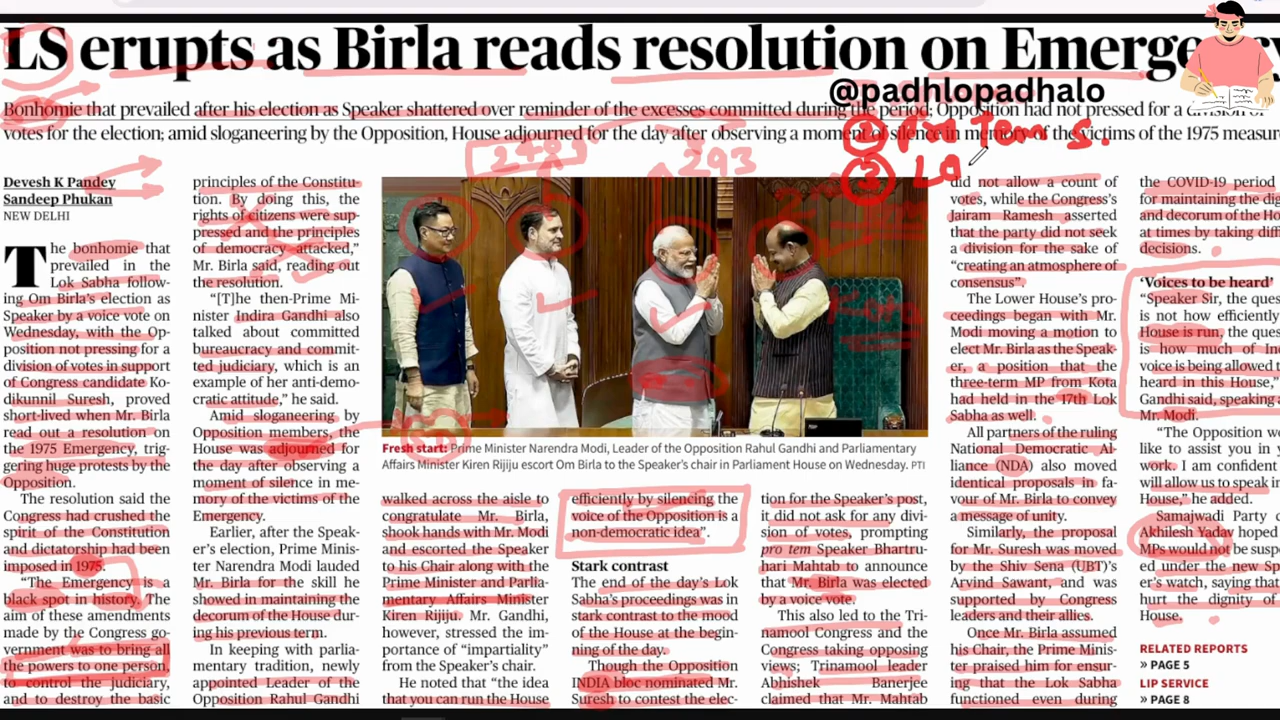 LS erupts as Birla reads resolution on Emergency
@padhlopadhalo
Bonhomie that prevailed after his election as Speaker shattered over reminder of the excesses committed during the period; Opposition had not pressed for a division of
votes for the election; amid sloganeering by the Opposition, House adjourned for the day after observing a moment of silence in memory of the victims of the 1975 measur
① Pro Tem S.
② LO
240
293
Kota
Devesh K Pandey
Sandeep Phukan
NEW DELHI
The bonhomie that
prevailed in the
Lok Sabha follow-
ing Om Birla's election as
Speaker by a voice vote on
Wednesday, with the Op-
position not pressing for a
division of votes in support
of Congress candidate Ko-
dikunnil Suresh, proved
short-lived when Mr. Birla
read out a resolution on
the 1975 Emergency, trig-
gering huge protests by the
Opposition.
The resolution said the
Congress had crushed the
spirit of the Constitution
and dictatorship had been
imposed in 1975.
"The Emergency is a
black spot in history. The
aim of these amendments
made by the Congress go-
vernment was to bring all
the powers to one person,
to control the judiciary,
and to destroy the basic
principles of the Constitu-
tion. By doing this, the
rights of citizens were sup-
pressed and the principles
of democracy attacked,"
Mr. Birla said, reading out
the resolution.
"[T]he then-Prime Mi-
nister Indira Gandhi also
talked about committed
bureaucracy and commit-
ted judiciary, which is an
example of her anti-demo-
cratic attitude," he said.
Amid sloganeering by
Opposition members, the
House was adjourned for
the day after observing a
moment of silence in me-
mory of the victims of the
Emergency.
Earlier, after the Speak-
er's election, Prime Minis-
ter Narendra Modi lauded
Mr. Birla for the skill he
showed in maintaining the
decorum of the House dur-
ing his previous term.
In keeping with parlia-
mentary tradition, newly
appointed Leader of the
Opposition Rahul Gandhi
Fresh start: Prime Minister Narendra Modi, Leader of the Opposition Rahul Gandhi and Parliamentary
Affairs Minister Kiren Rijiju escort Om Birla to the Speaker's chair in Parliament House on Wednesday. PTI
walked across the aisle to
congratulate Mr. Birla,
shook hands with Mr. Modi
and escorted the Speaker
to his Chair along with the
Prime Minister and Parlia-
mentary Affairs Minister
Kiren Rijiju. Mr. Gandhi,
however, stressed the im-
portance of "impartiality"
from the Speaker's chair.
He noted that "the idea
that you can run the House
efficiently by silencing the
voice of the Opposition is a
non-democratic idea".
Stark contrast
The end of the day's Lok
Sabha's proceedings was in
stark contrast to the mood
of the House at the begin-
ning of the day.
Though the Opposition
INDIA bloc nominated Mr.
Suresh to contest the elec-
tion for the Speaker's post,
it did not ask for any divi-
sion of votes, prompting
pro tem Speaker Bhartru-
hari Mahtab to announce
that Mr. Birla was elected
by a voice vote.
This also led to the Tri-
namool Congress and the
Congress taking opposing
views; Trinamool leader
Abhishek Banerjee
claimed that Mr. Mahtab
did not allow a count of
votes, while the Congress's
Jairam Ramesh asserted
that the party did not seek
a division for the sake of
"creating an atmosphere of
consensus".
The Lower House's pro-
ceedings began with Mr.
Modi moving a motion to
elect Mr. Birla as the Speak-
er, a position that the
three-term MP from Kota
had held in the 17th Lok
Sabha as well.
All partners of the ruling
National Democratic Al-
liance (NDA) also moved
identical proposals in fa-
vour of Mr. Birla to convey
a message of unity.
Similarly, the proposal
for Mr. Suresh was moved
by the Shiv Sena (UBT)'s
Arvind Sawant, and was
supported by Congress
leaders and their allies.
Once Mr. Birla assumed
his Chair, the Prime Minis-
ter praised him for ensur-
ing that the Lok Sabha
functioned even during
the COVID-19 period
for maintaining the dig
and decorum of the Ho
at times by taking diff
decisions.
'Voices to be heard'
"Speaker Sir, the ques
is not how efficiently
House is run, the ques
is how much of In
voice is being allowed t
heard in this House,"
Gandhi said, speaking a
Mr. Modi.
"The Opposition wo
like to assist you in y
work. I am confident
will allow us to speak in
House," he added.
Samajwadi Party c
Akhilesh Yadav hoped
MPs would not be susp
ed under the new Sp
er's watch, saying that
hurt the dignity of
House.
RELATED REPORTS
» PAGE 5
LIP SERVICE
» PAGE 8